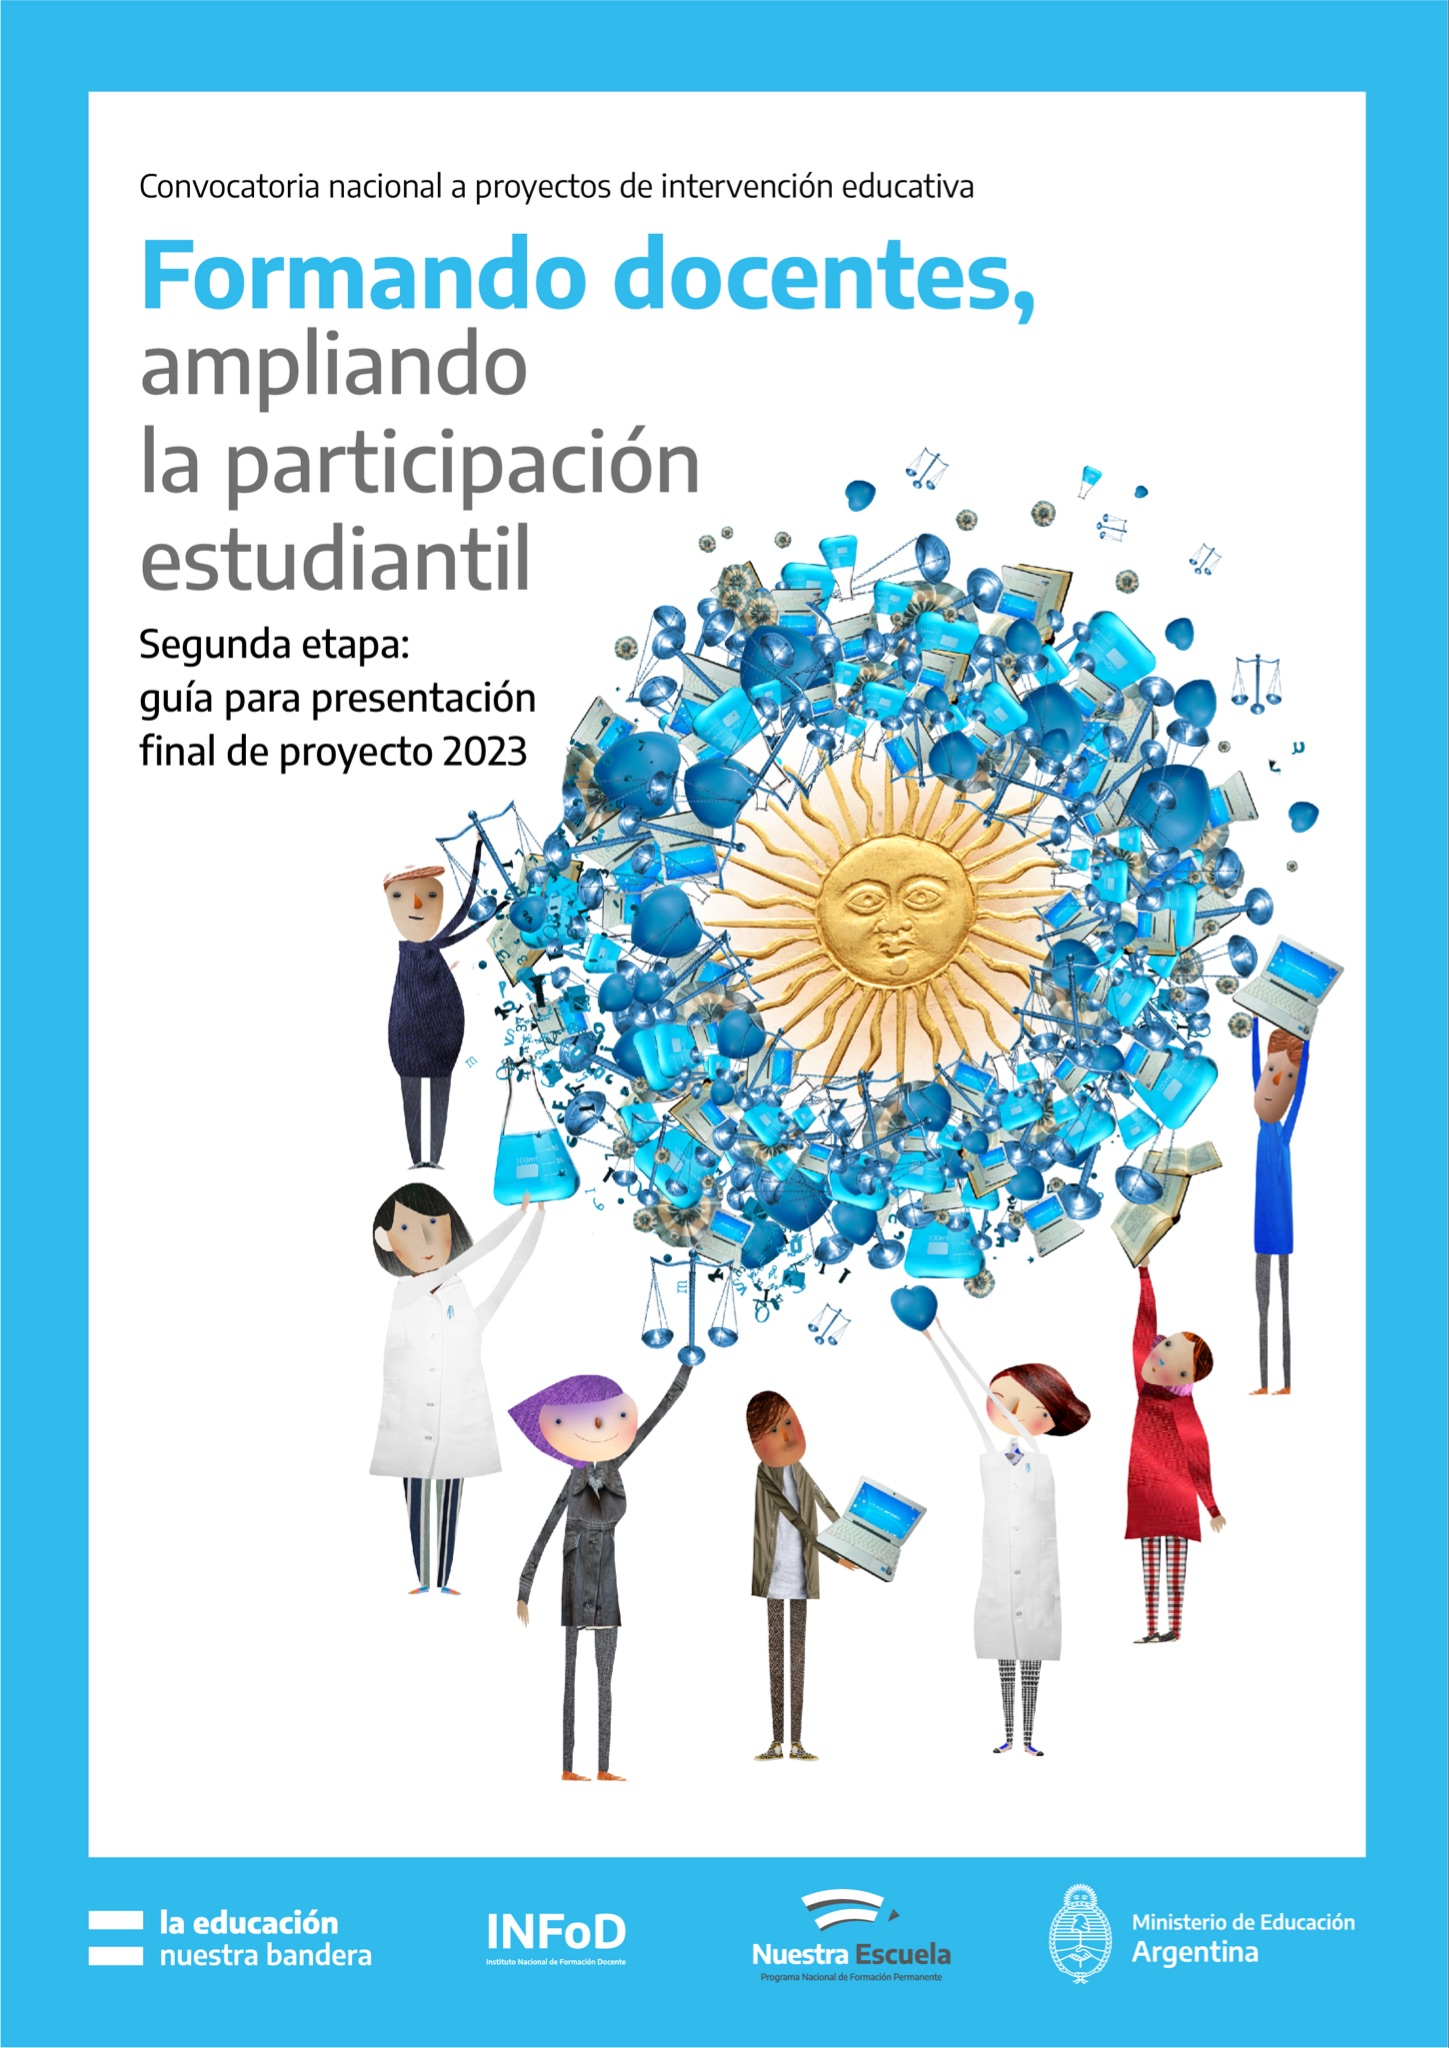 Convocatoria nacional a proyectos de intervención educativa
Formando docentes,
ampliando
la participación
estudiantil
Segunda etapa:
guía para presentación
final de proyecto 2023
la educación
nuestra bandera
INFoD
Instituto Nacional de Formación Docente
Nuestra Escuela
Programa Nacional de Formación Permanente
Ministerio de Educación
Argentina